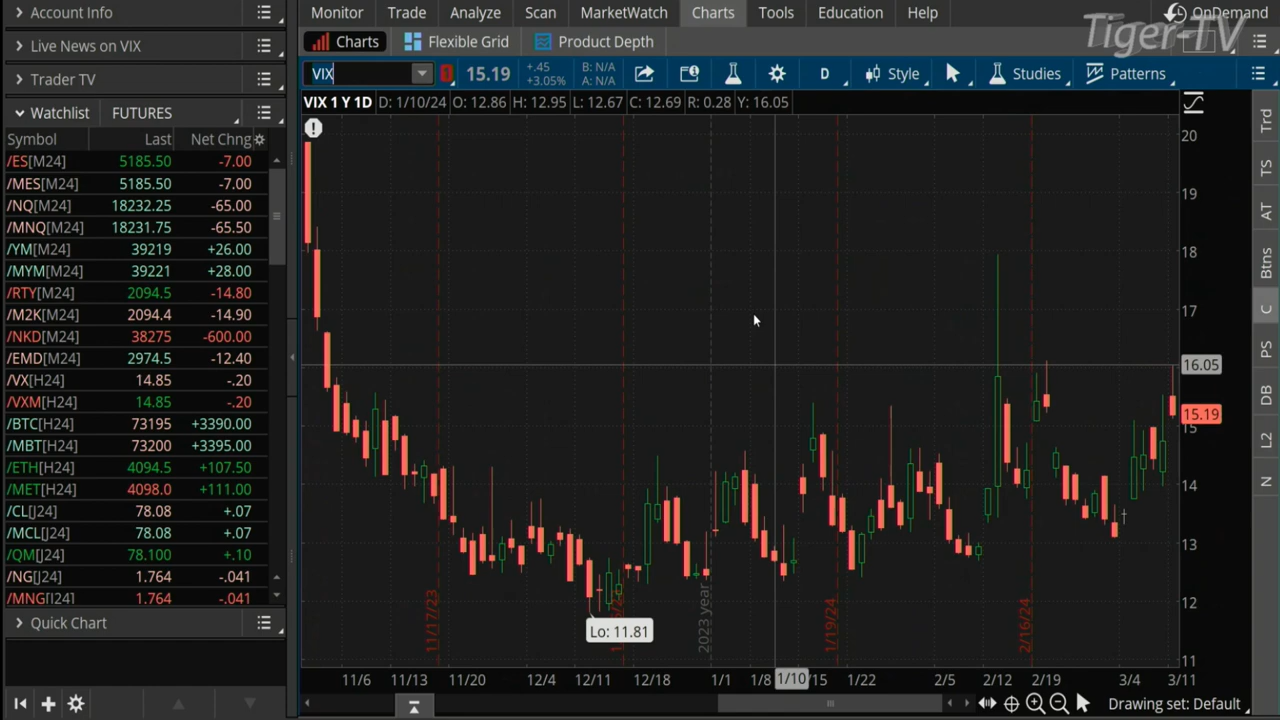 Account Info
Live News on VIX
Trader TV
Watchlist FUTURES
Symbol Last Net Chng
/ES[M24] 5185.50 -7.00
/MES[M24] 5185.50 -7.00
/NQ[M24] 18232.25 -65.00
/MNQ[M24] 18231.75 -65.50
/YM[M24] 39219 +26.00
/MYM[M24] 39221 +28.00
/RTY[M24] 2094.5 -14.80
/M2K[M24] 2094.4 -14.90
/NKD[M24] 38275 -600.00
/EMD[M24] 2974.5 -12.40
/VX[H24] 14.85 -.20
/VXM[H24] 14.85 -.20
/BTC[H24] 73195 +3390.00
/MBT[H24] 73200 +3395.00
/ETH[H24] 4094.5 +107.50
/MET[H24] 4098.0 +111.00
/CL[J24] 78.08 +.07
/MCL[J24] 78.08 +.07
/QM[J24] 78.100 +.10
/NG[J24] 1.764 -.041
/MNG[J24] 1.764 -.041
Quick Chart
Monitor Trade Analyze Scan MarketWatch Charts Tools Education Help OnDemand
Tiger-TV
Charts Flexible Grid Product Depth
VIX 15.19 +.45 +3.05% B: N/A A: N/A D Style Studies Patterns
VIX 1 Y 1D D: 1/10/24 O: 12.86 H: 12.95 L: 12.67 C: 12.69 R: 0.28 Y: 16.05
20
19
18
17
16.05
15.19
15
14
13
12
11
11/17/23
2023 year
1/19/24
2/16/24
Lo: 11.81
11/6 11/13 11/20 12/4 12/11 12/18 1/1 1/8 1/10 /15 1/22 2/5 2/12 2/19 3/4 3/11
Drawing set: Default
Trd
TS
AT
Btns
C
PS
DB
L2
N